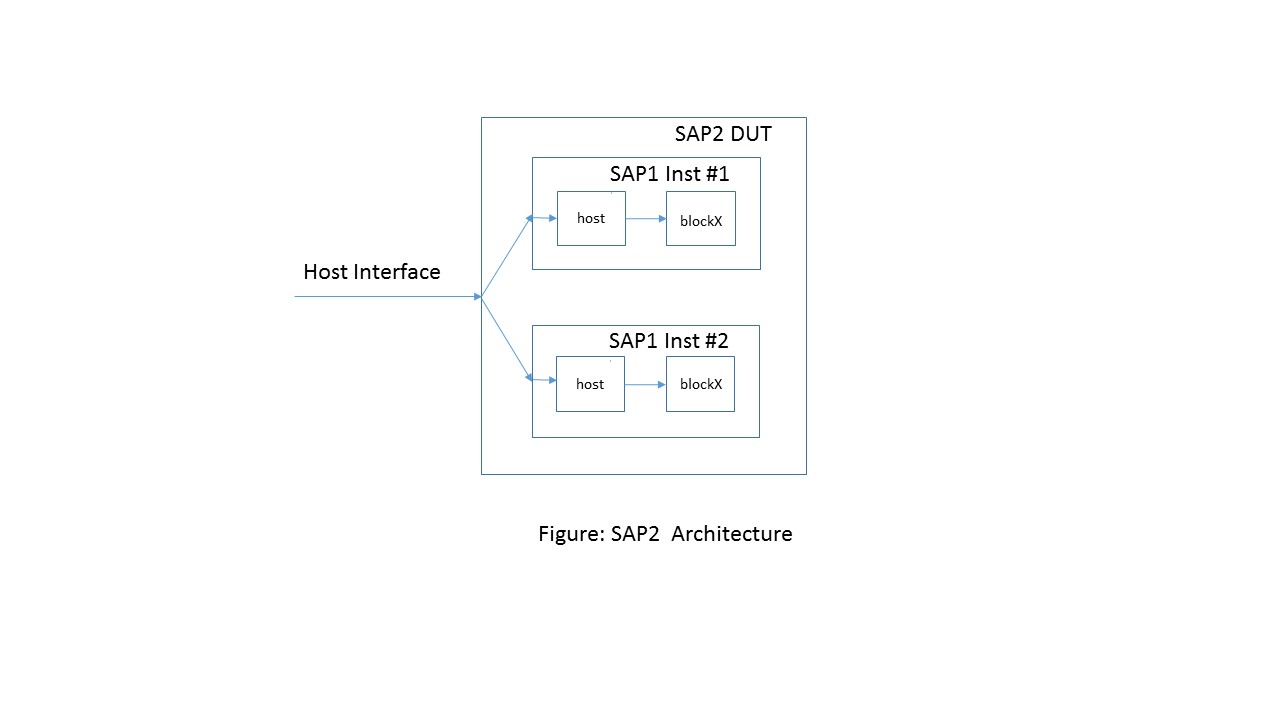 SAP2 DUT
SAP1 Inst #1
host
blockX
Host Interface
SAP1 Inst #2
host
blockX
Figure: SAP2  Architecture